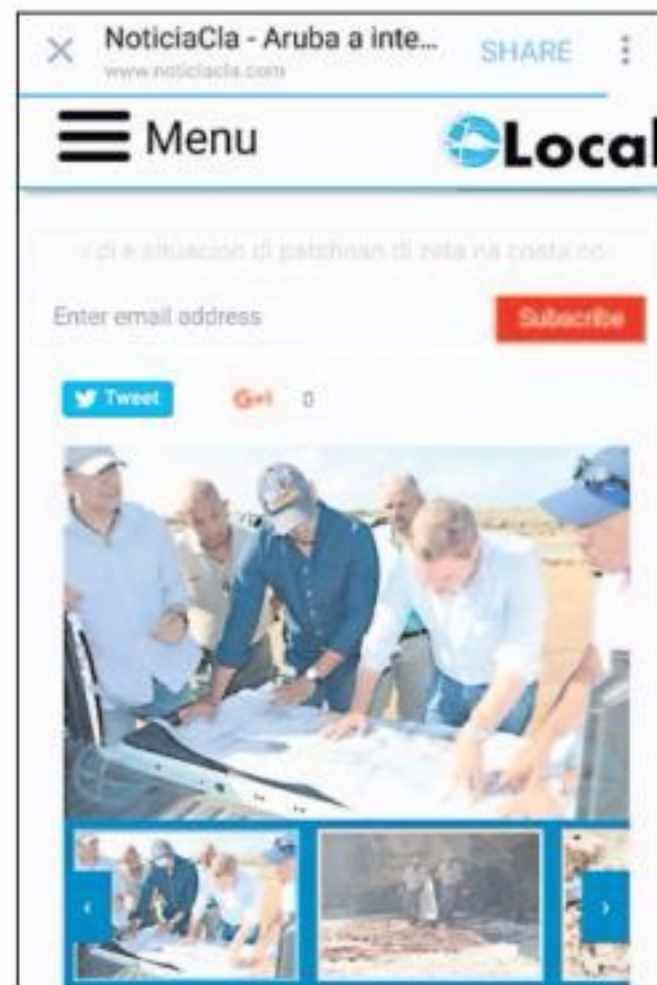 NoticiaCla - Aruba a inte...
SHARE
www.noticiacla.com
Menu
Local
di e situacion di patchnan di zeta na costa no
Enter email address
Subscribe
Tweet
G+1 0